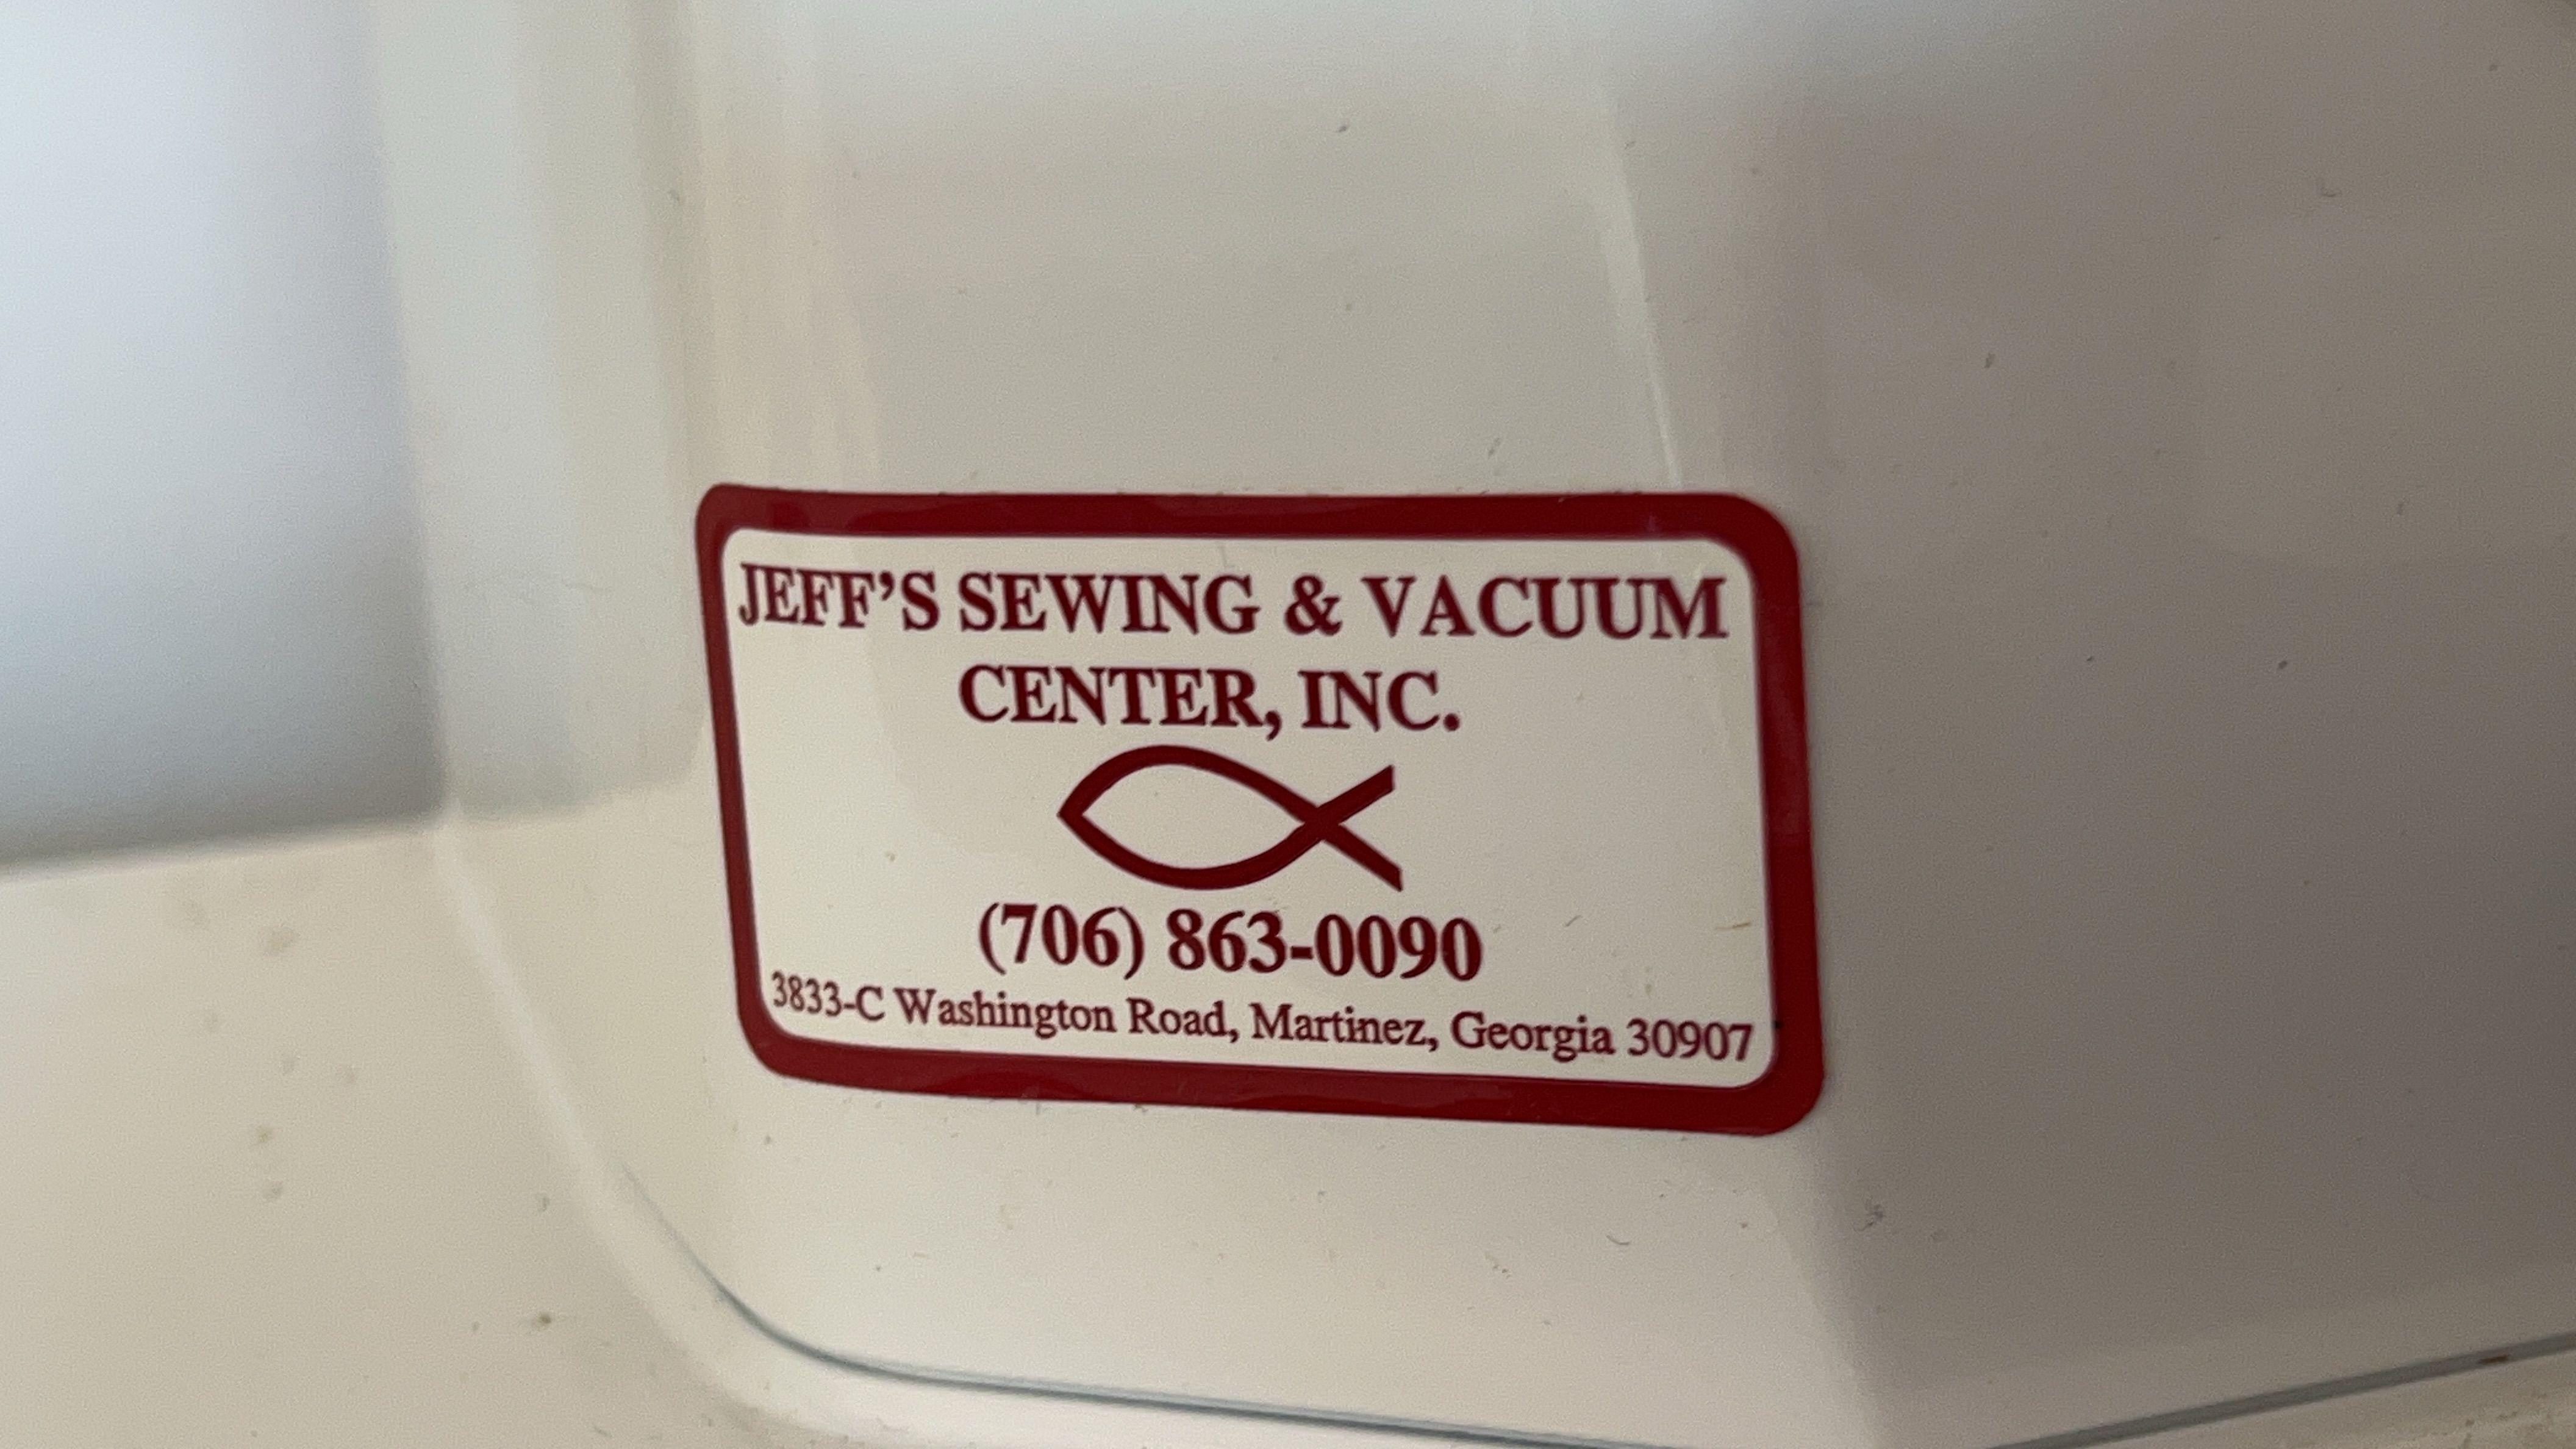 JEFF'S SEWING & VACUUM
CENTER, INC.
(706) 863-0090
3833-C Washington Road, Martinez, Georgia 30907